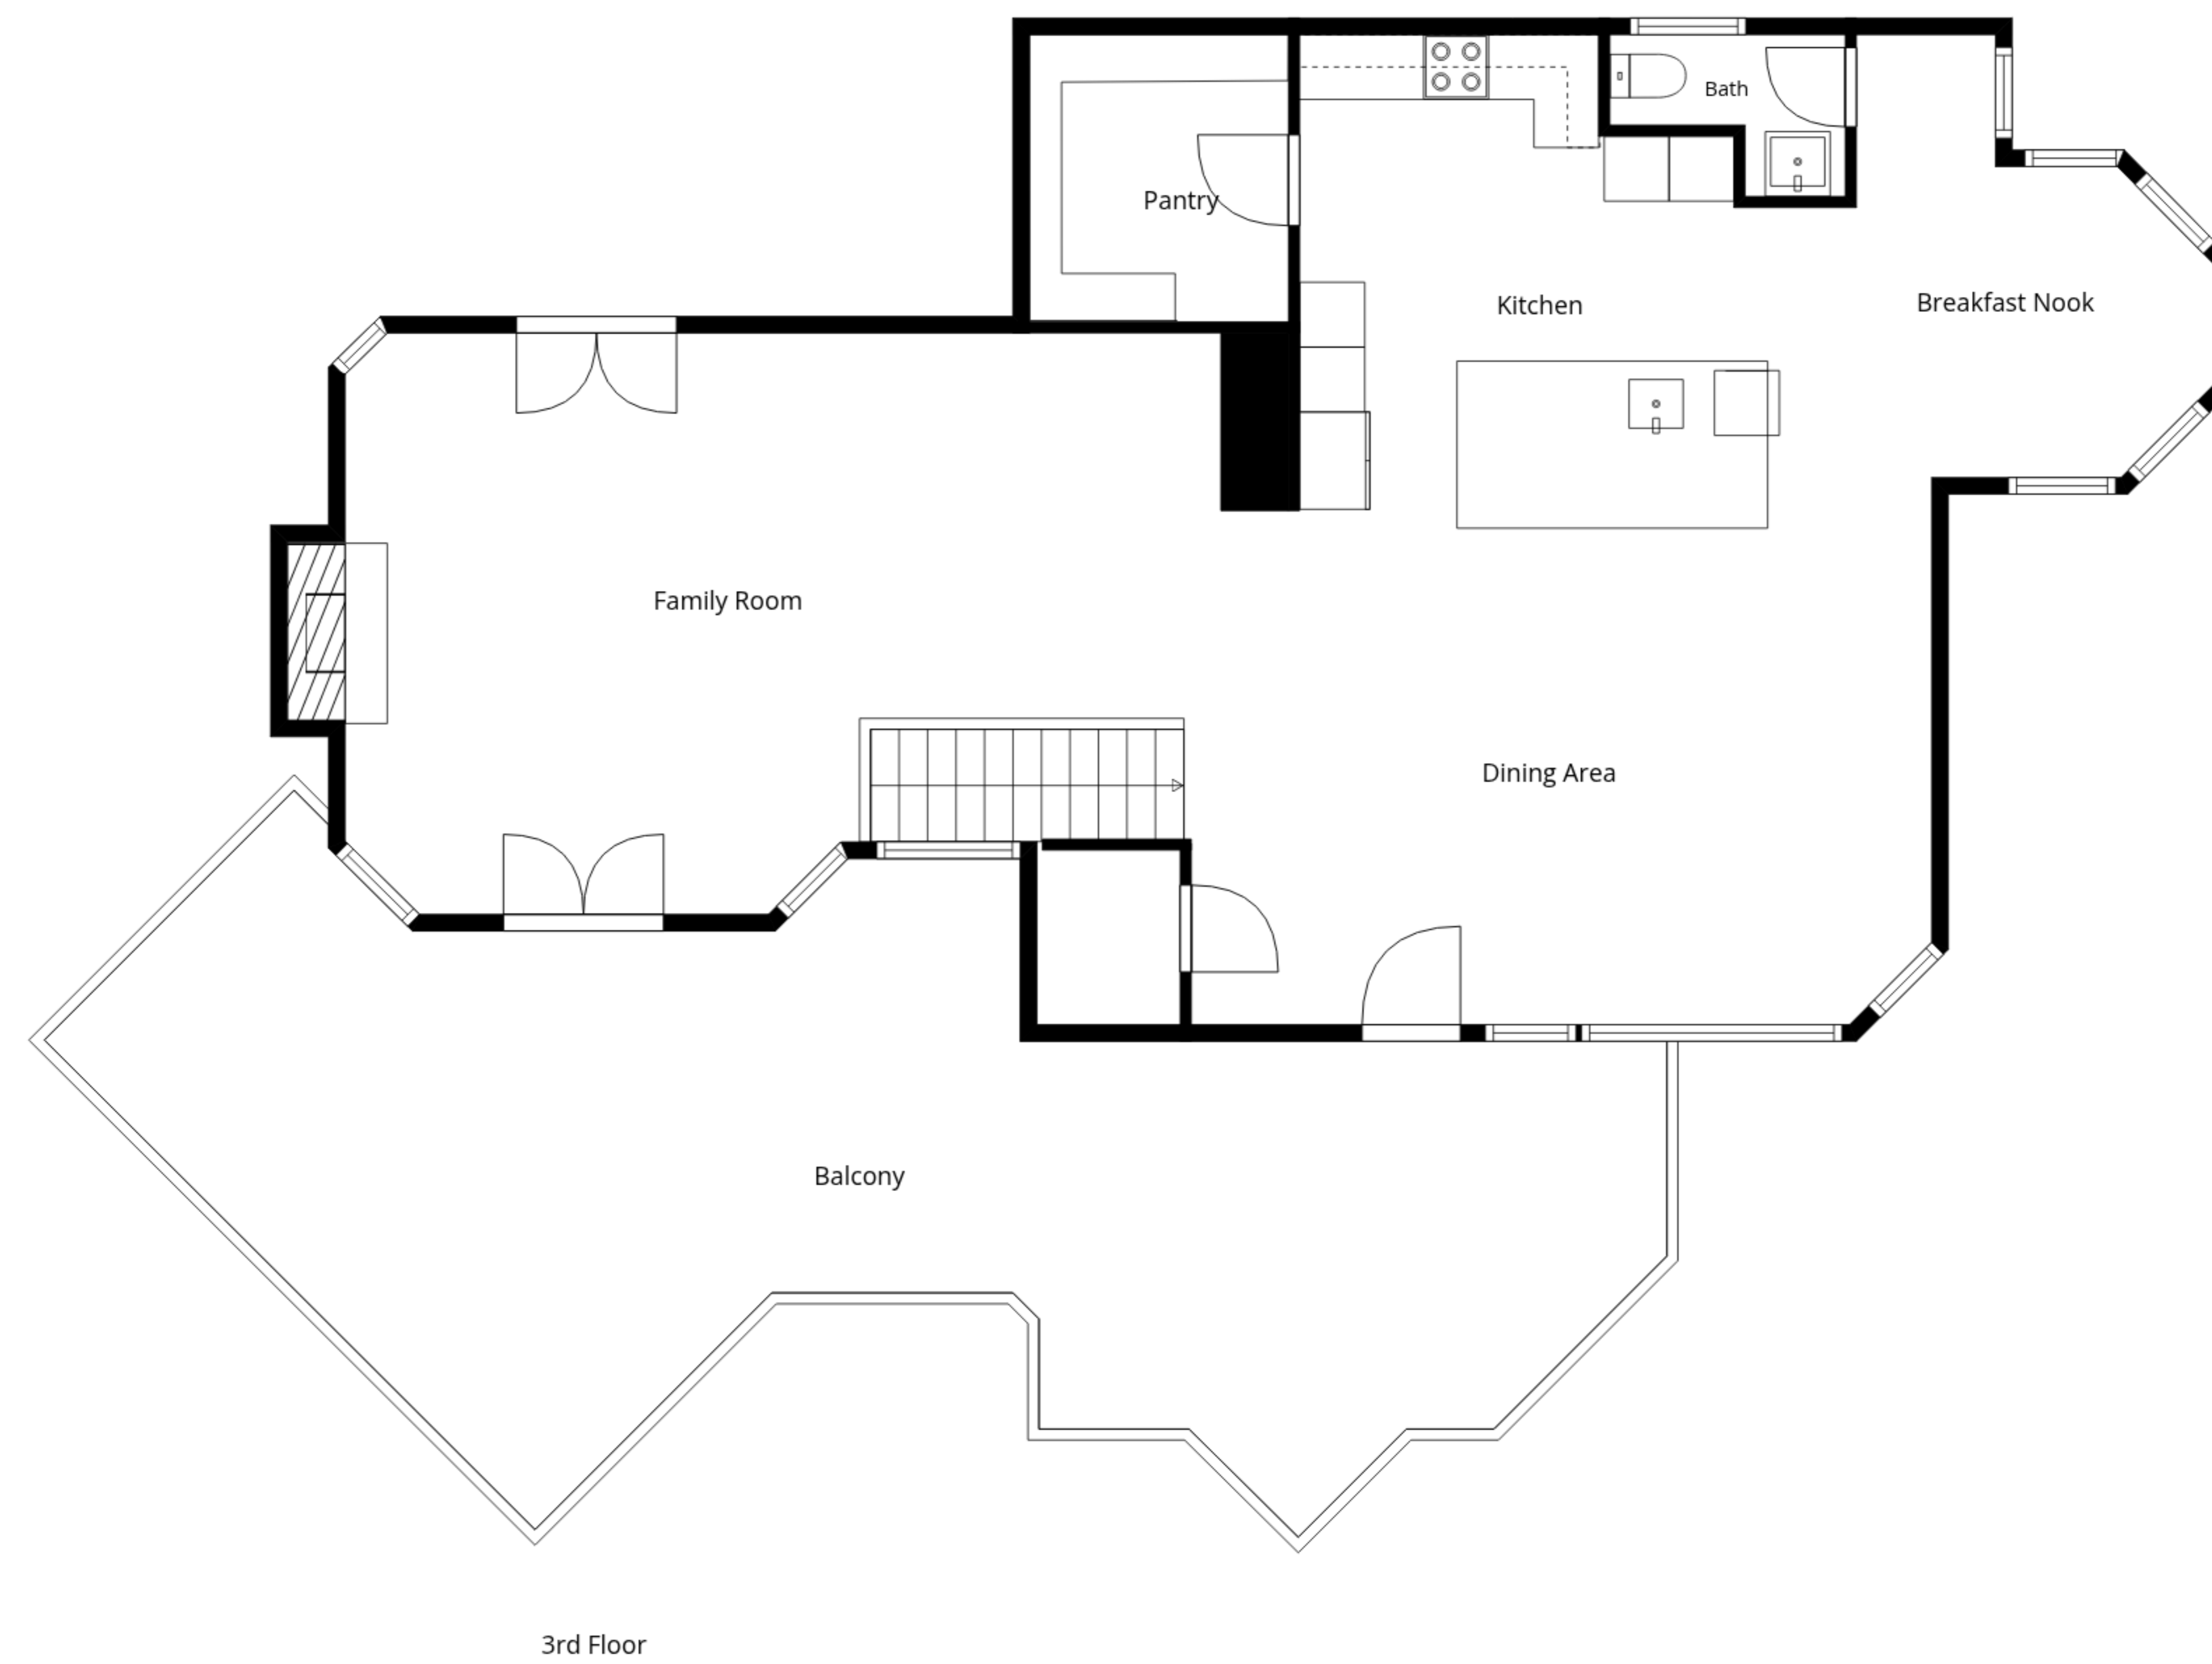 Bath
Pantry
Kitchen
Breakfast Nook
Family Room
Dining Area
Balcony
3rd Floor